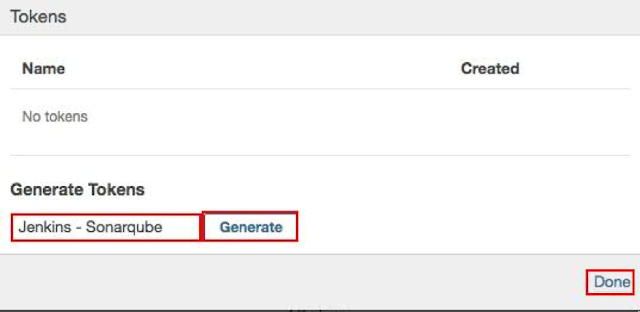 Tokens
Name Created
No tokens
Generate Tokens
Jenkins - Sonarqube Generate
Done